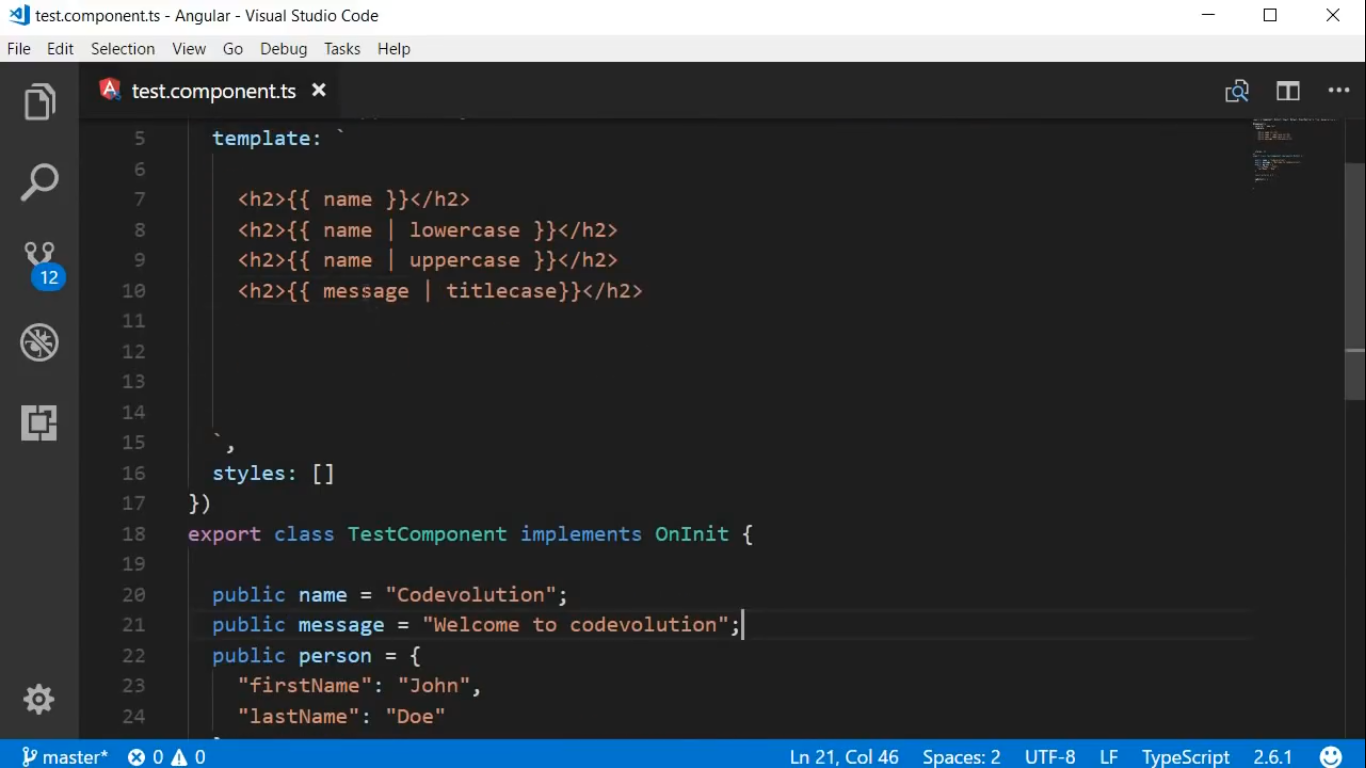 test.component.ts - Angular - Visual Studio Code
File Edit Selection View Go Debug Tasks Help
test.component.ts
5 template: `
6
7 <h2>{{ name }}</h2>
8 <h2>{{ name | lowercase }}</h2>
9 <h2>{{ name | uppercase }}</h2>
10 <h2>{{ message | titlecase}}</h2>
11
12
13
14
15 `,
16 styles: []
17 })
18 export class TestComponent implements OnInit {
19
20 public name = "Codevolution";
21 public message = "Welcome to codevolution";
22 public person = {
23 "firstName": "John",
24 "lastName": "Doe"
12
master* 0 0 Ln 21, Col 46 Spaces: 2 UTF-8 LF TypeScript 2.6.1